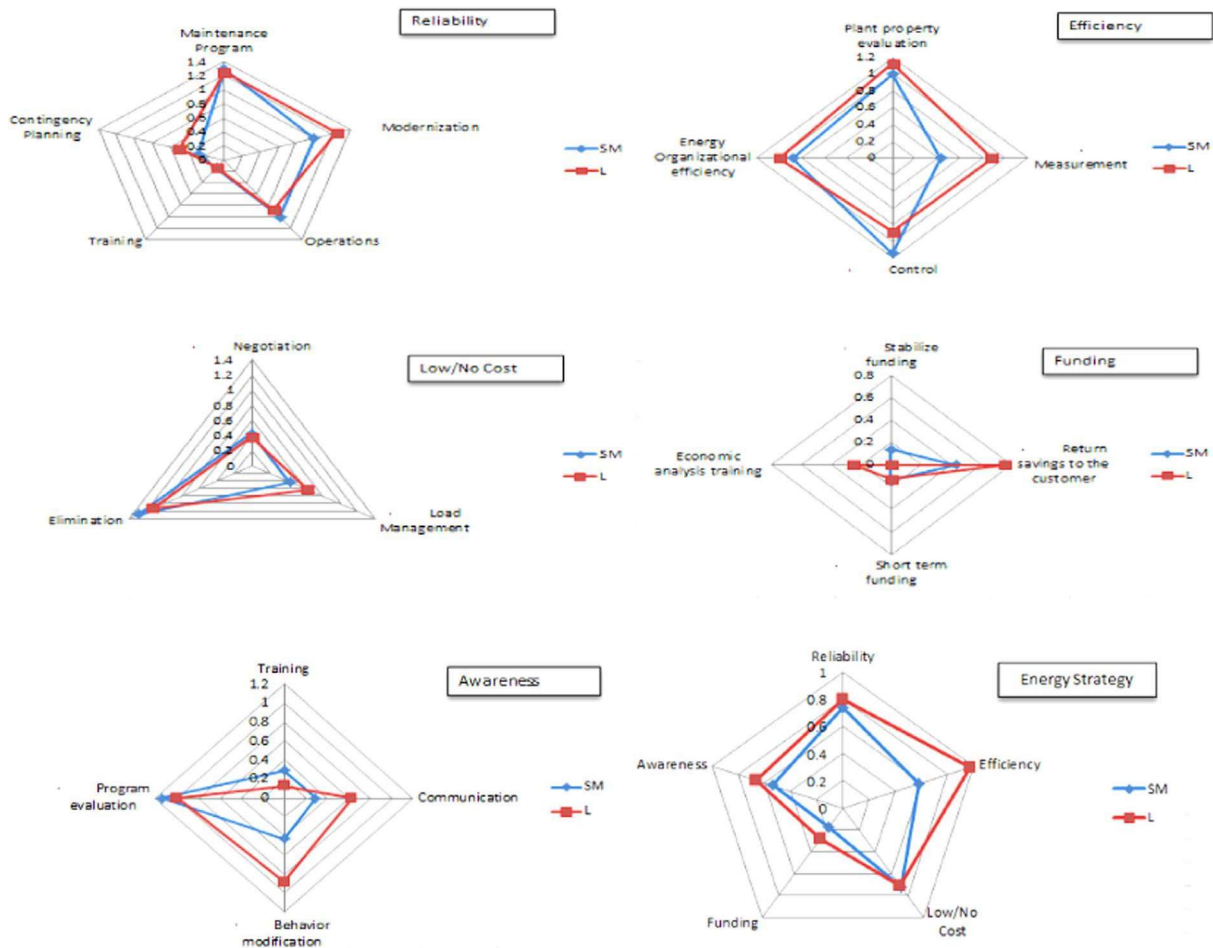 Reliability
Maintenance
Program
1.4
1.2
1
0.8
0.6
0.4
0.2
0
Contingency
Planning
Modernization
Training
Operations
SM
L
Efficiency
Plant property
evaluation
1.2
1
0.8
0.6
0.4
0.2
0
Energy
Organizational
efficiency
Measurement
Control
SM
L
Low/No Cost
Negotiation
1.4
1.2
1
0.8
0.6
0.4
0.2
0
Elimination
Load
Management
SM
L
Funding
Stabilize
funding
0.8
0.6
0.4
0.2
0
Economic
analysis training
Return
savings to the
customer
Short term
funding
SM
L
Awareness
Training
1.2
1
0.8
0.6
0.4
0.2
0
Program
evaluation
Communication
Behavior
modification
SM
L
Energy Strategy
Reliability
1
0.8
0.6
0.4
0.2
0
Awareness
Efficiency
Funding
Low/No
Cost
SM
L